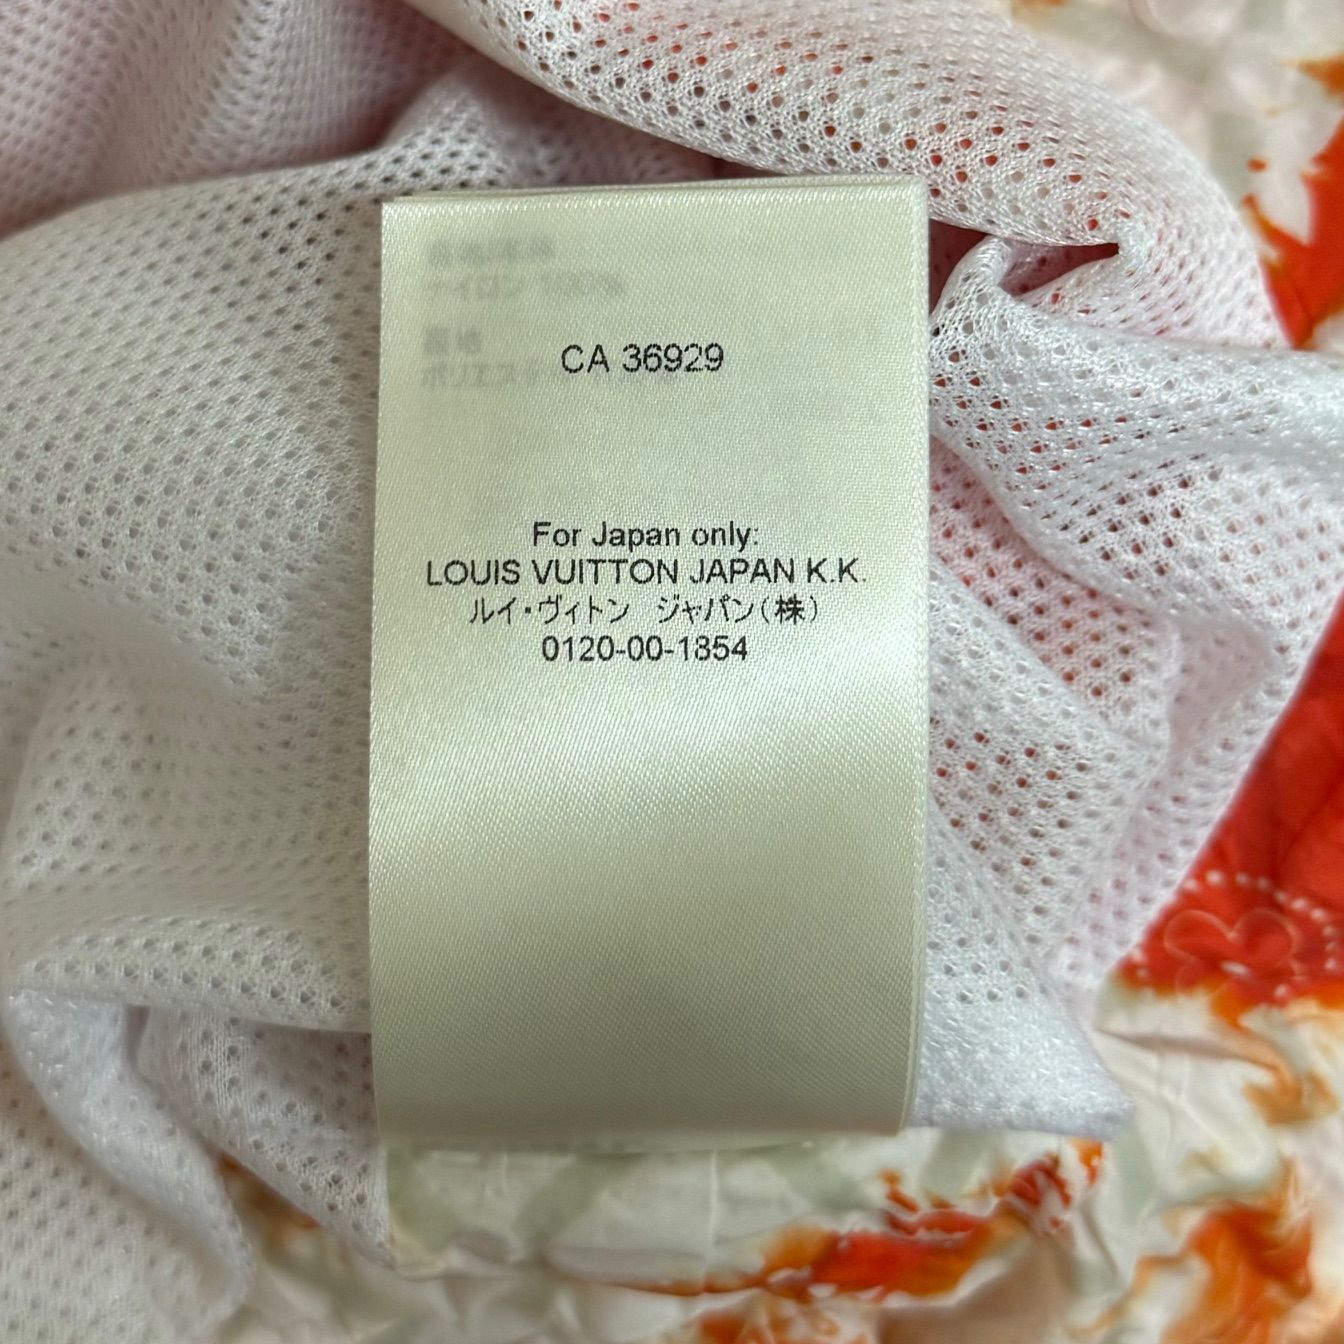 CA 36929
For Japan only:
LOUIS VUITTON JAPAN K.K.
ルイ・ヴィトン ジャパン(株)
0120-00-1854